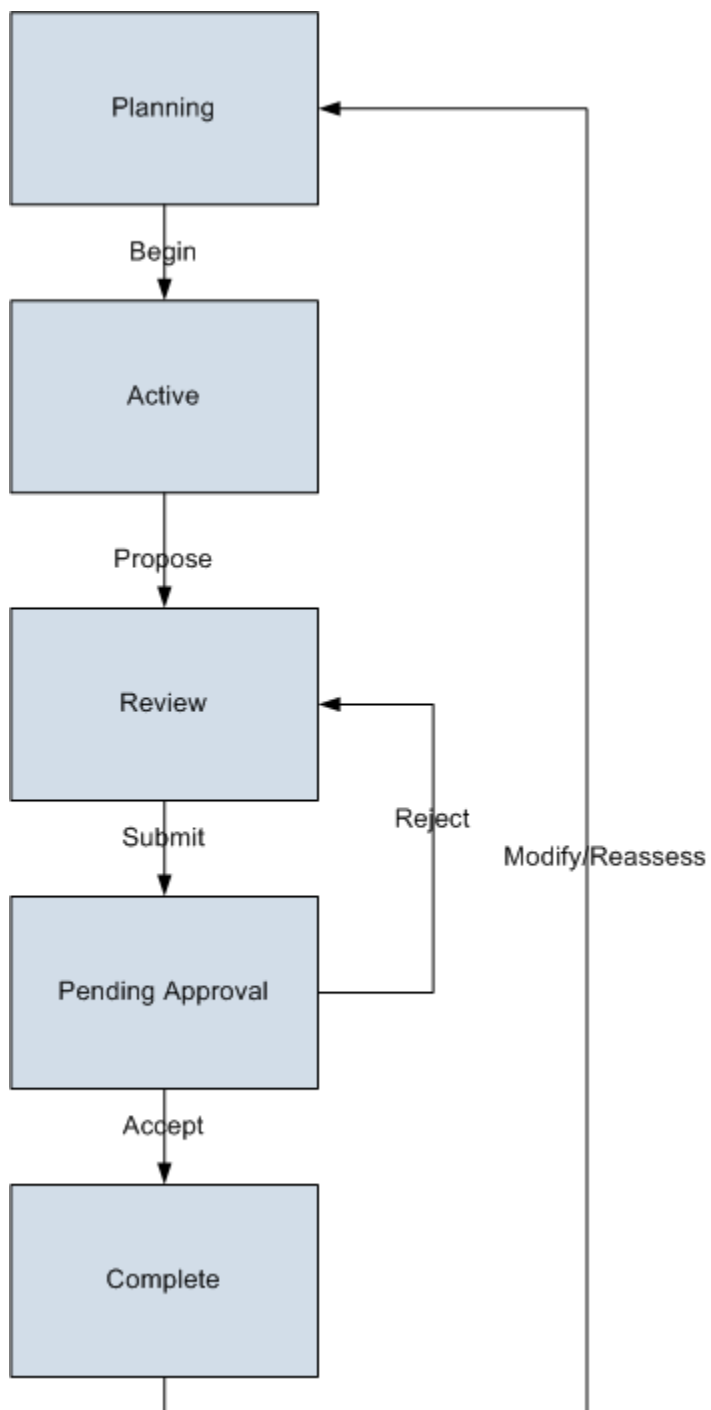 Planning
Begin
Active
Propose
Review
Submit
Reject
Modify/Reassess
Pending Approval
Accept
Complete